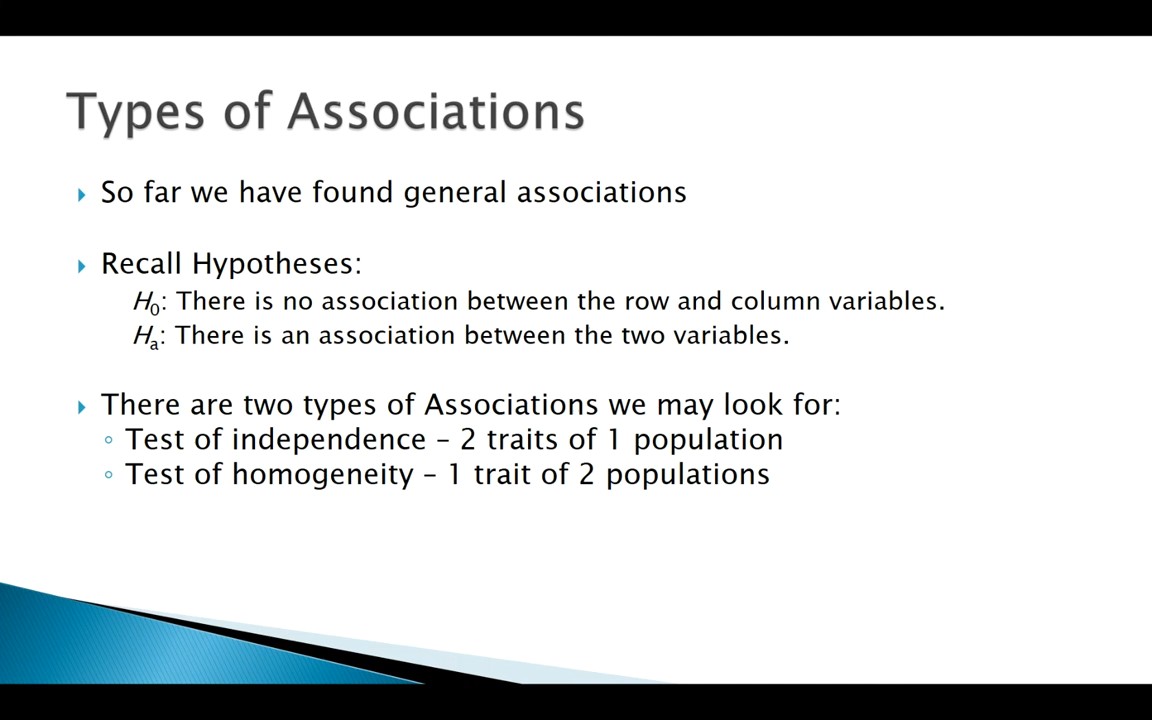 Types of Associations
So far we have found general associations
Recall Hypotheses:
H0: There is no association between the row and column variables.
Ha: There is an association between the two variables.
There are two types of Associations we may look for:
Test of independence – 2 traits of 1 population
Test of homogeneity – 1 trait of 2 populations